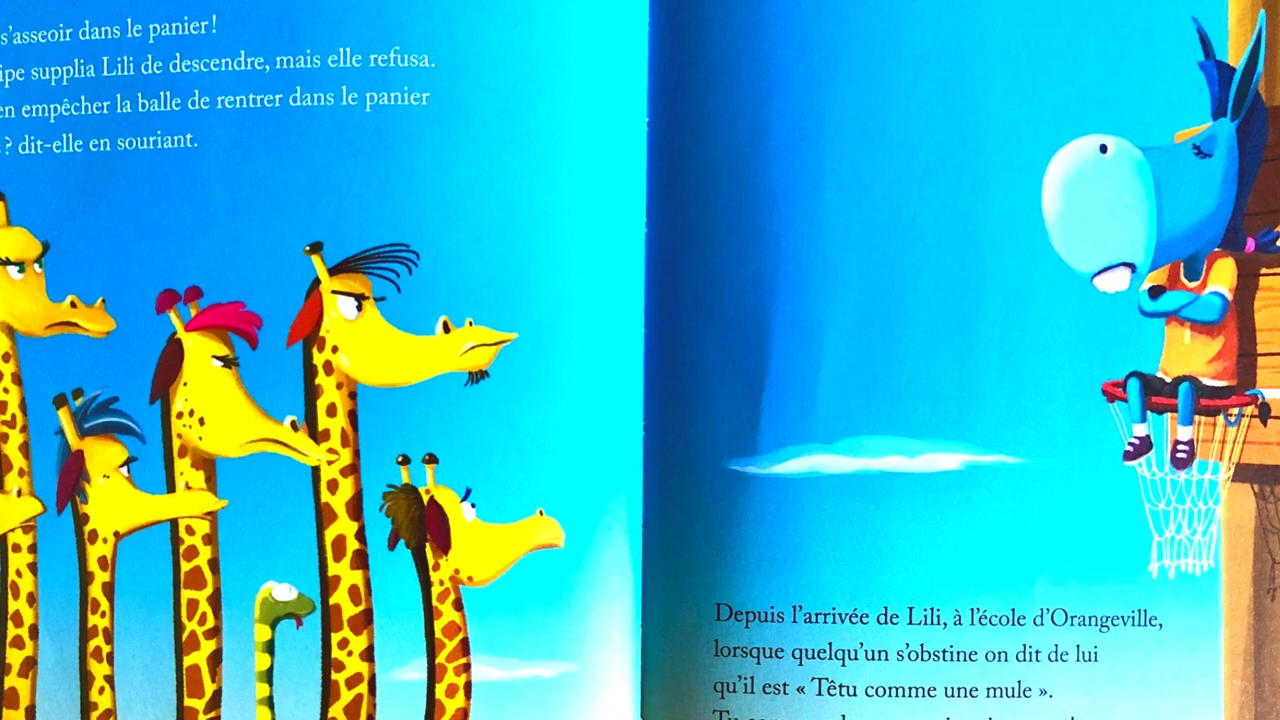 s'asseoir dans le panier !
supplia Lili de descendre, mais elle refusa.
empêcher la balle de rentrer dans le panier
? dit-elle en souriant.
Depuis l'arrivée de Lili, à l'école d'Orangeville,
lorsque quelqu'un s'obstine on dit de lui
qu'il est « Têtu comme une mule ».